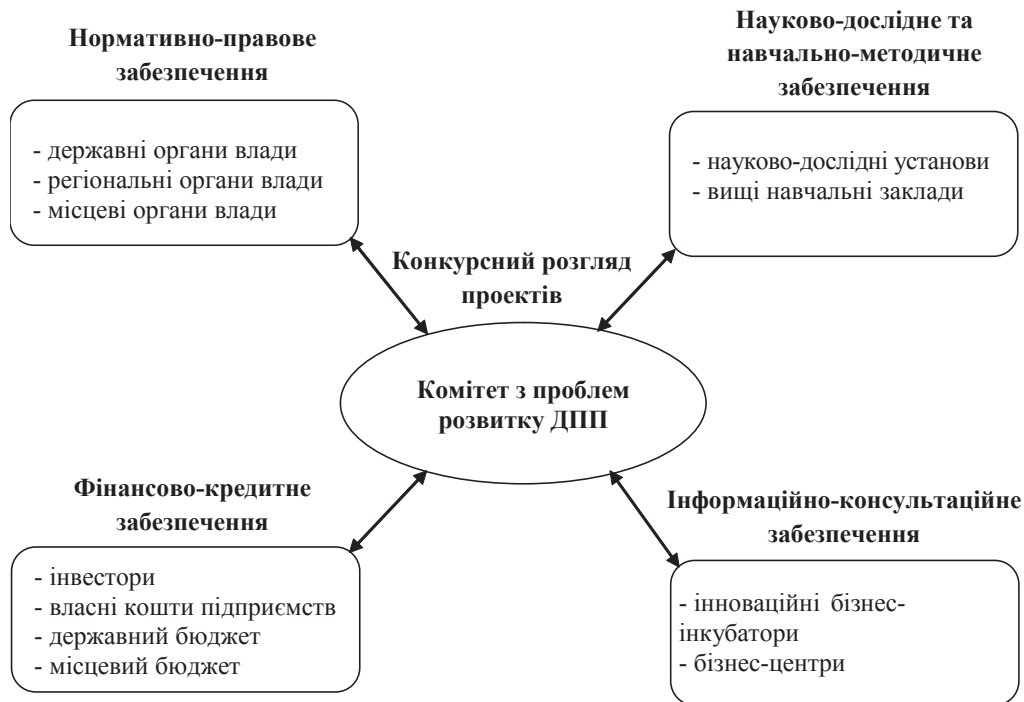 Нормативно-правове
забезпечення
- державні органи влади
- регіональні органи влади
- місцеві органи влади
Науково-дослідне та
навчально-методичне
забезпечення
- науково-дослідні установи
- вищі навчальні заклади
Конкурсний розгляд
проектів
Комітет з проблем
розвитку ДПП
Фінансово-кредитне
забезпечення
- інвестори
- власні кошти підприємств
- державний бюджет
- місцевий бюджет
Інформаційно-консультаційне
забезпечення
- інноваційні бізнес-
інкубатори
- бізнес-центри